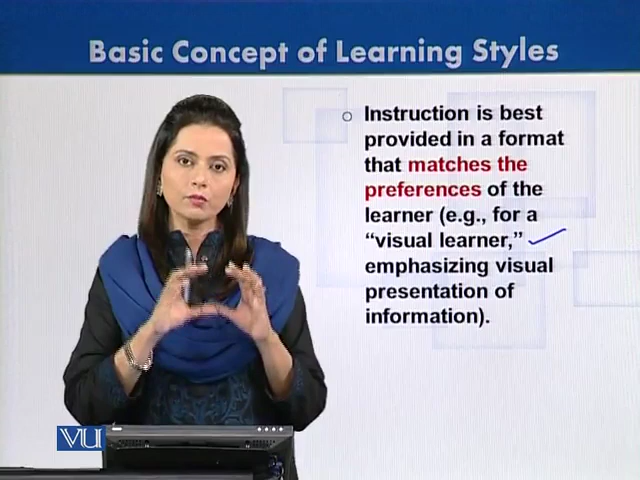 Basic Concept of Learning Styles
Instruction is best
provided in a format
that matches the
preferences of the
learner (e.g., for a
“visual learner,”
emphasizing visual
presentation of
information).
VU